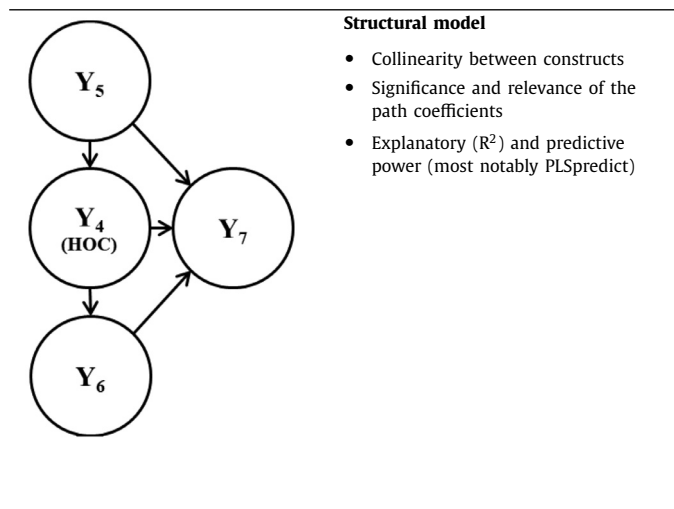 Structural model
• Collinearity between constructs
• Significance and relevance of the
path coefficients
• Explanatory (R²) and predictive
power (most notably PLSpredict)
Y₅
Y₄
(HOC)
Y₇
Y₆